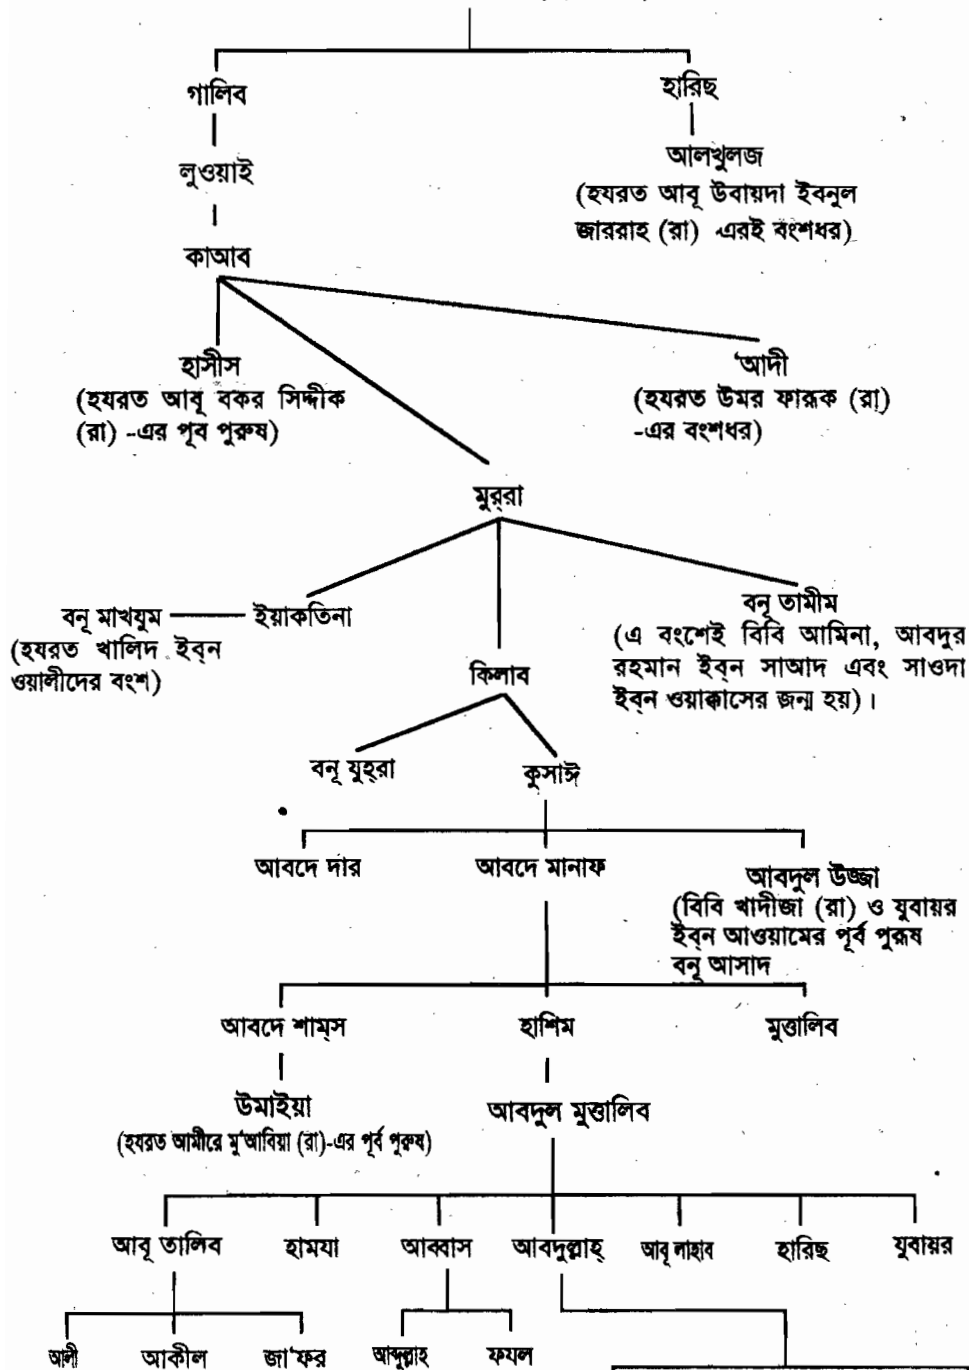 গালিব হারিছ
লুওয়াই
আলখুলজ
(হযরত আবূ উবায়দা ইবনুল
জাররাহ (রা) -এরই বংশধর)
কাআব
হাসীস
(হযরত আবূ বকর সিদ্দীক
(রা) -এর পূব পুরুষ)
'আদী
(হযরত উমর ফারূক (রা)
-এর বংশধর)
মুর্‌রা
বনূ মাখযুম ইয়াকতিনা
(হযরত খালিদ ইব্‌ন
ওয়ালীদের বংশ)
বনূ তামীম
(এ বংশেই বিবি আমিনা, আবদুর
রহমান ইব্‌ন সাআদ এবং সাওদা
ইব্‌ন ওয়াক্কাসের জন্ম হয়)।
কিলাব
বনূ যুহ্‌রা কুসাঈ
আবদে দার আবদে মানাফ আবদুল উজ্জা
(বিবি খাদীজা (রা) ও যুবায়র
ইব্‌ন আওয়ামের পূর্ব পুরূষ
বনূ আসাদ
আবদে শাম্‌স হাশিম মুত্তালিব
উমাইয়া আবদুল মুত্তালিব
(হযরত আমীরে মু'আবিয়া (রা)-এর পূর্ব পুরুষ)
আবূ তালিব হামযা আব্বাস আবদুল্লাহ্ আবূ লাহাব হারিছ যুবায়র
আলী আকীল জা'ফর আব্দুল্লাহ ফযল